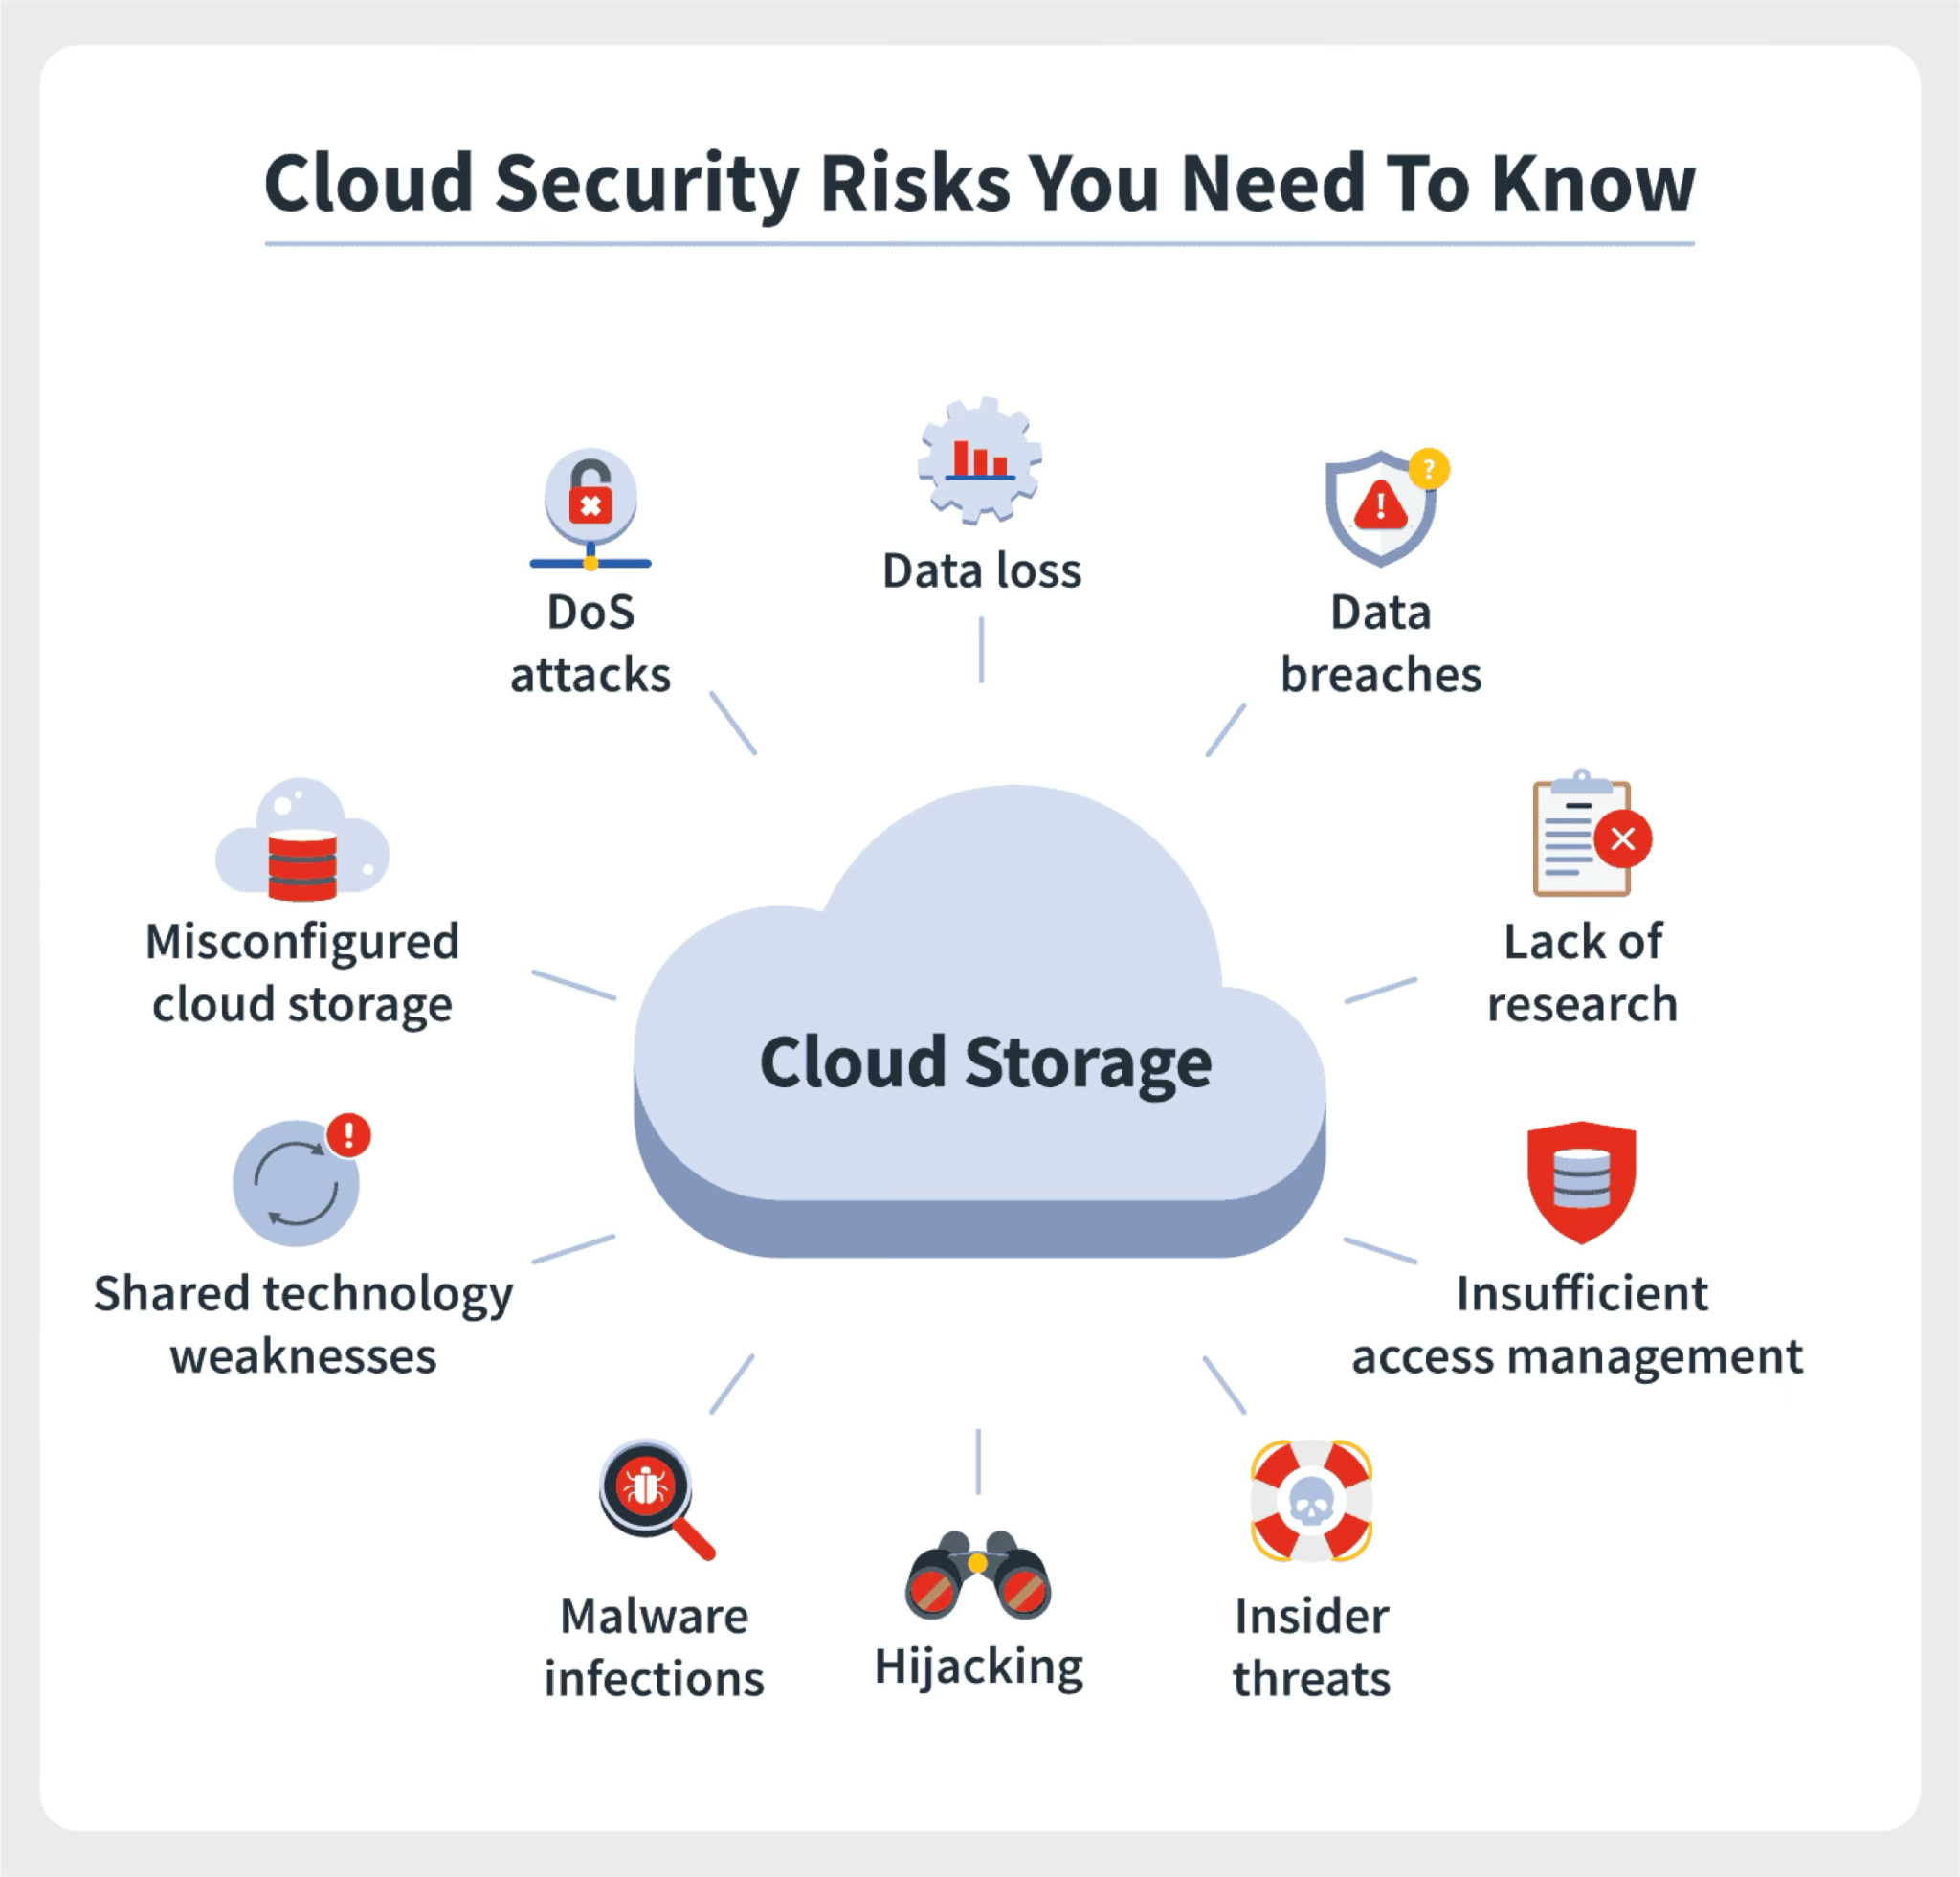 Cloud Security Risks You Need To Know
Data loss
DoS
attacks
Data
breaches
Misconfigured
cloud storage
Lack of
research
Cloud Storage
Shared technology
weaknesses
Insufficient
access management
Malware
infections
Hijacking
Insider
threats